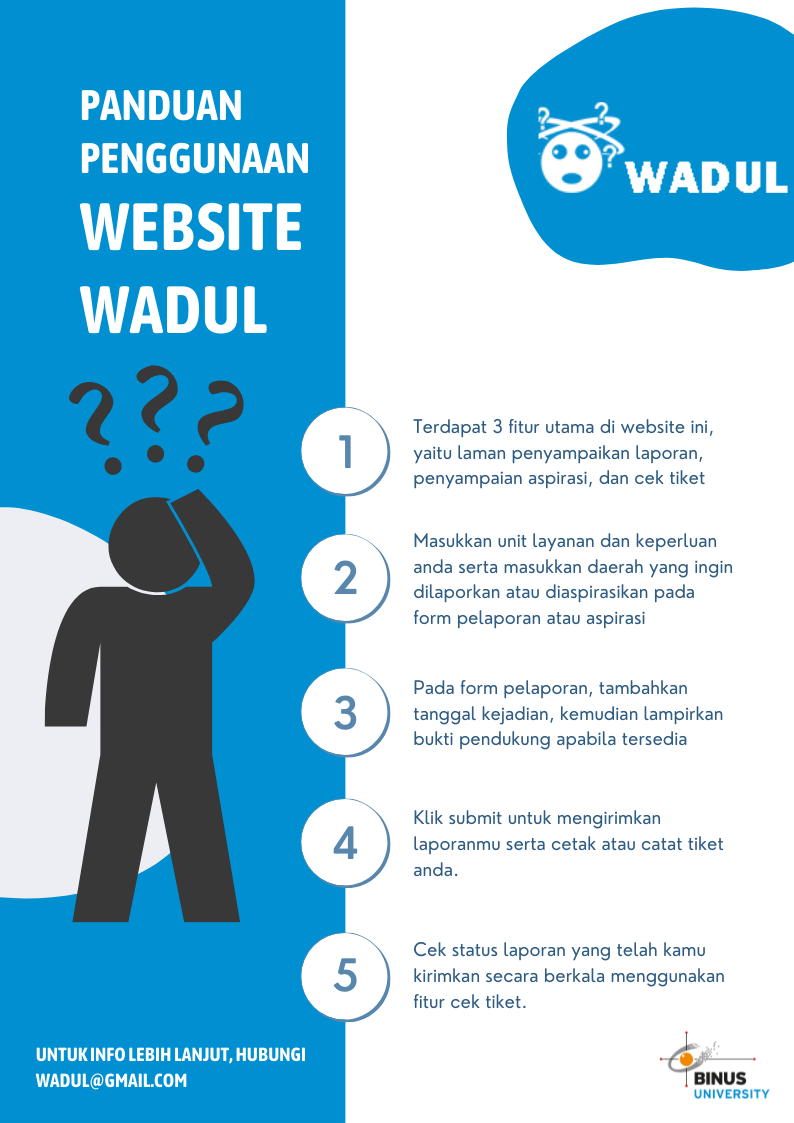 PANDUAN
PENGGUNAAN
WEBSITE
WADUL
? ? ?
WADUL
1
Terdapat 3 fitur utama di website ini,
yaitu laman penyampaikan laporan,
penyampaian aspirasi, dan cek tiket
2
Masukkan unit layanan dan keperluan
anda serta masukkan daerah yang ingin
dilaporkan atau diaspirasikan pada
form pelaporan atau aspirasi
3
Pada form pelaporan, tambahkan
tanggal kejadian, kemudian lampirkan
bukti pendukung apabila tersedia
4
Klik submit untuk mengirimkan
laporanmu serta cetak atau catat tiket
anda.
5
Cek status laporan yang telah kamu
kirimkan secara berkala menggunakan
fitur cek tiket.
UNTUK INFO LEBIH LANJUT, HUBUNGI
WADUL@GMAIL.COM
BINUS
UNIVERSITY